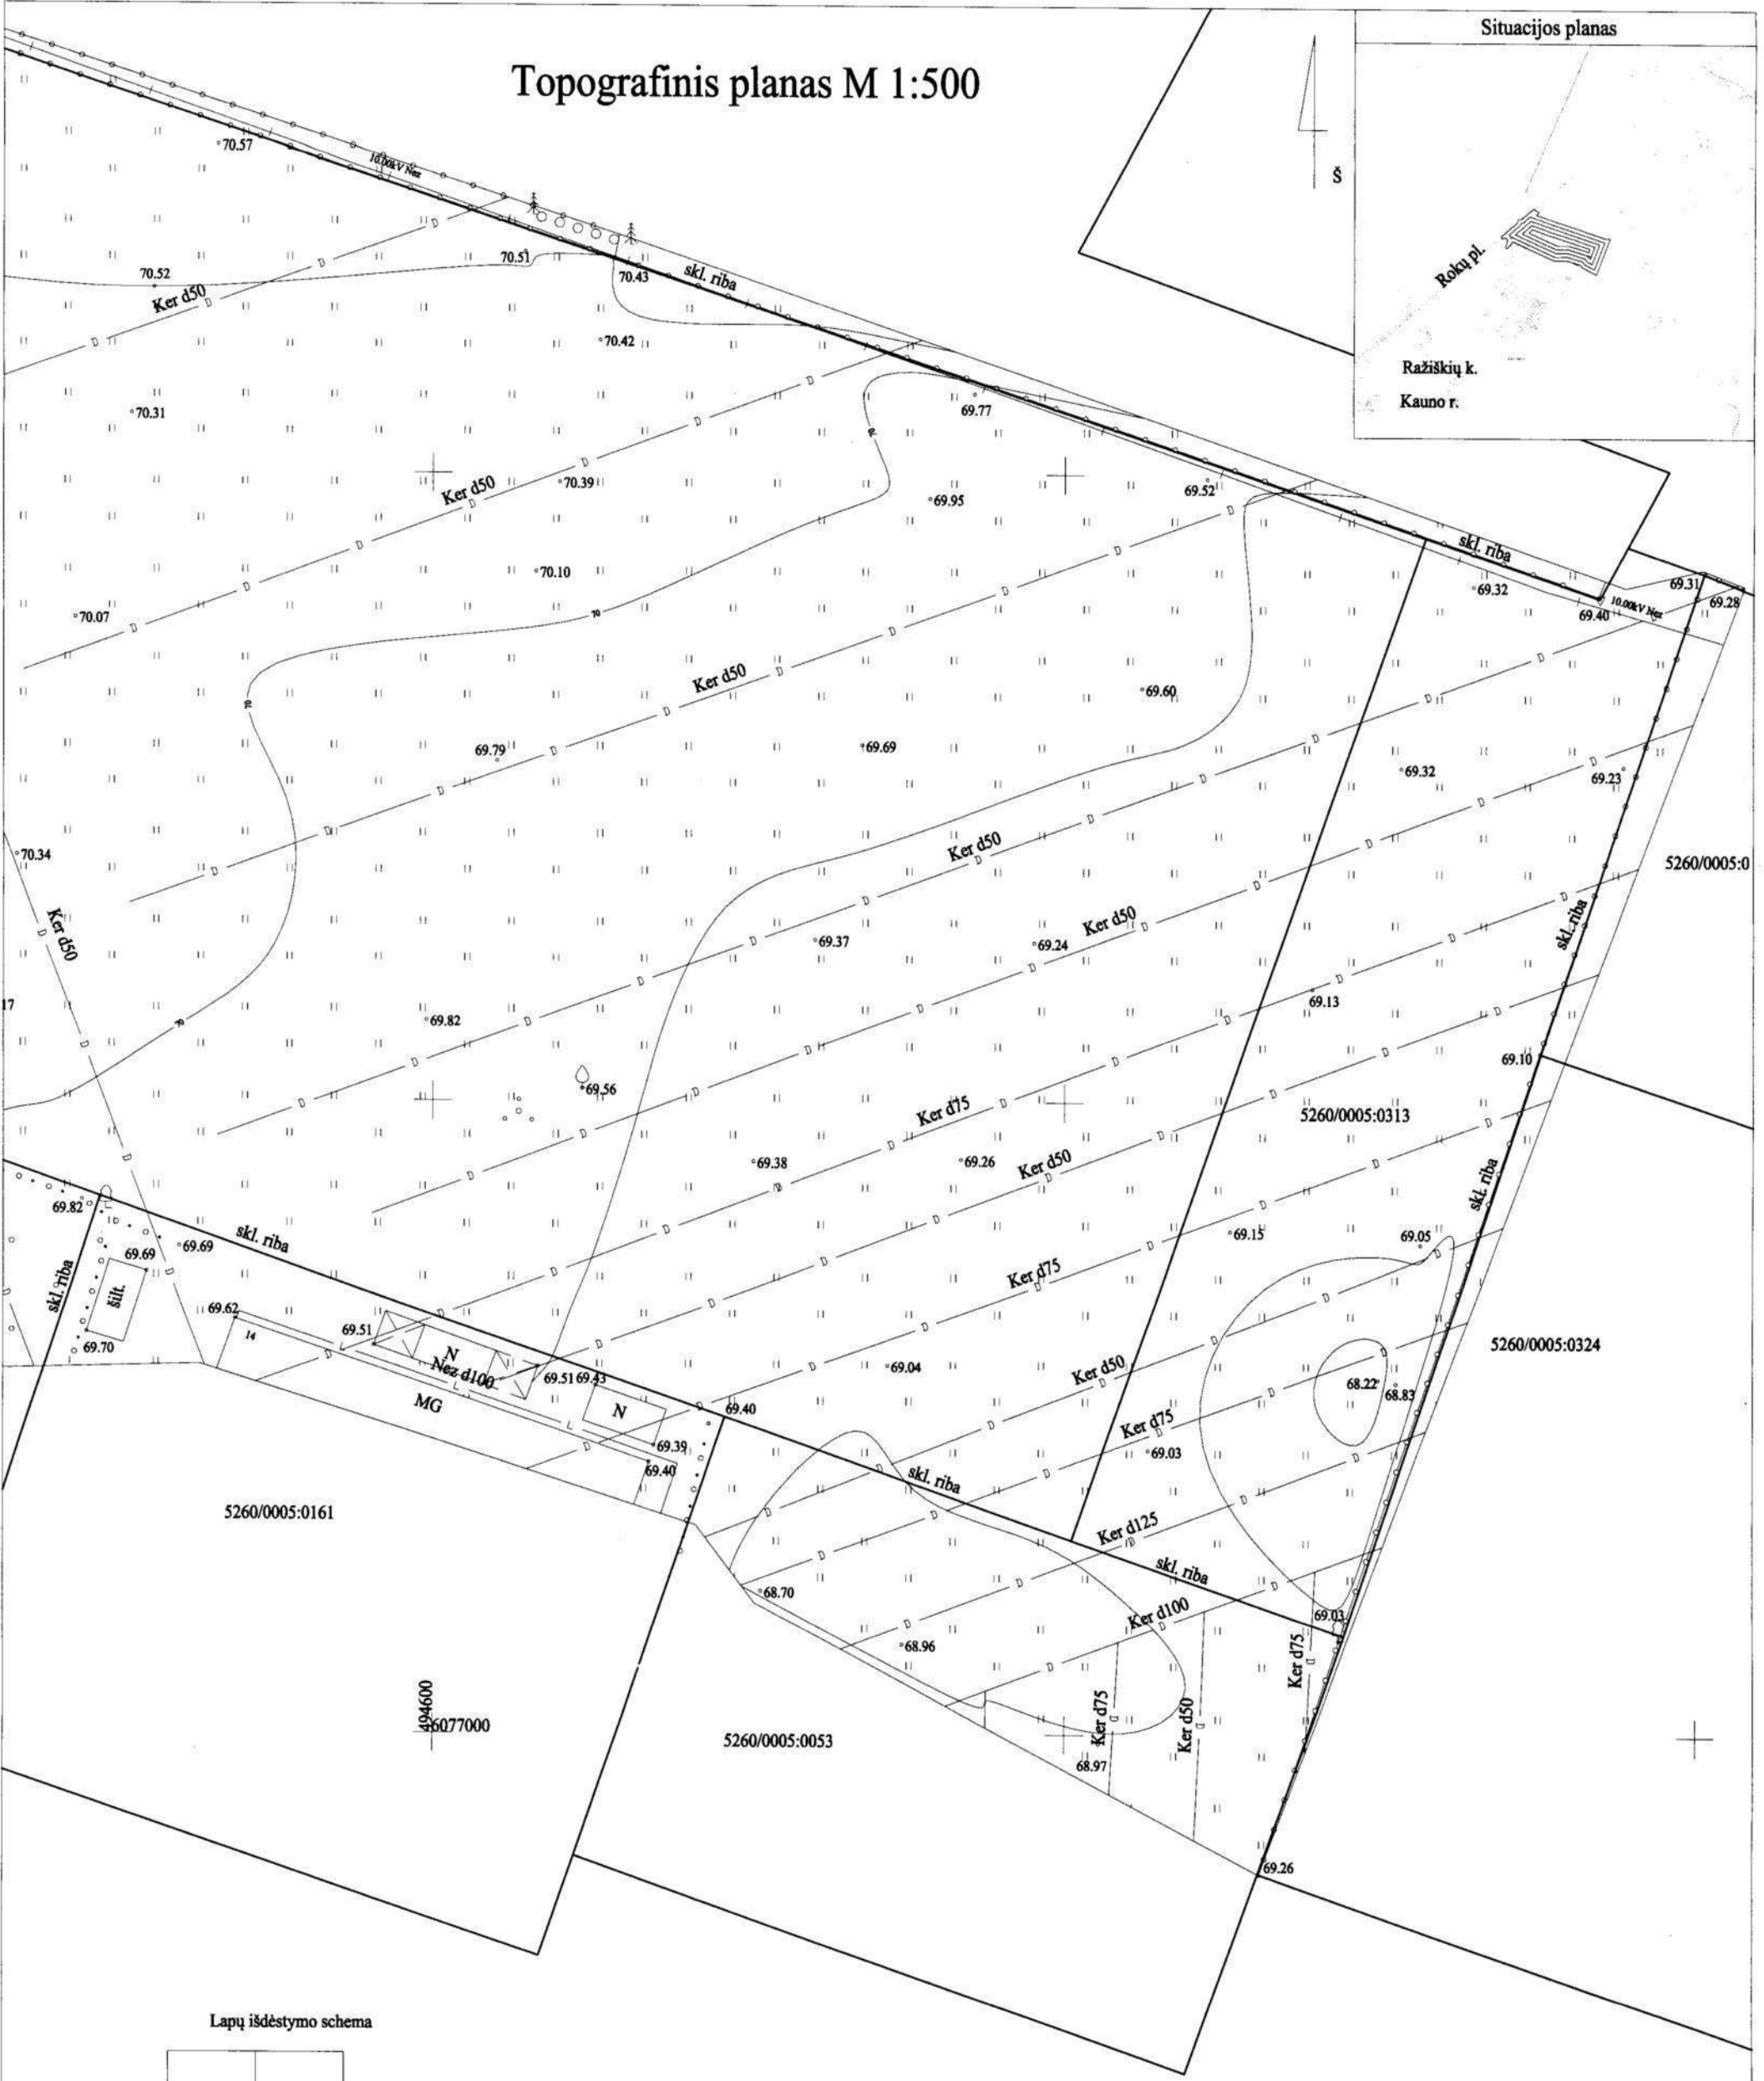 Topografinis planas M 1:500
Situacijos planas
Š
Rokų pl.
Ražiškių k.
Kauno r.
70.57
10.00kV Nez
70.52
Ker d50
70.51
70.43
skl. riba
70.42
70.31
69.77
70
Ker d50
70.39
69.95
69.52
skl. riba
70.10
69.32
69.31
69.28
70.07
70
69.40
10.00kV Nez
Ker d50
69.60
70
69.79
69.69
69.32
69.23
70.34
Ker d50
5260/0005:0
Ker d50
Ker d50
69.37
69.24
skl. riba
17
69.82
69.13
70
69.10
69.56
Ker d75
5260/0005:0313
69.38
69.26
Ker d50
skl. riba
69.82
skl. riba
69.69
69.69
69.15
69.05
skl. riba
šilt.
Ker d75
69.62
14
69.51
N
Nez d100
69.70
69.51
69.43
69.04
Ker d50
5260/0005:0324
MG
N
69.40
68.22
68.83
Ker d75
69.39
69.03
69.40
skl. riba
5260/0005:0161
Ker d125
skl. riba
68.70
Ker d100
69.03
68.96
Ker d75
494600
6077000
Ker d75
Ker d50
5260/0005:0053
68.97
69.26
Lapų išdėstymo schema